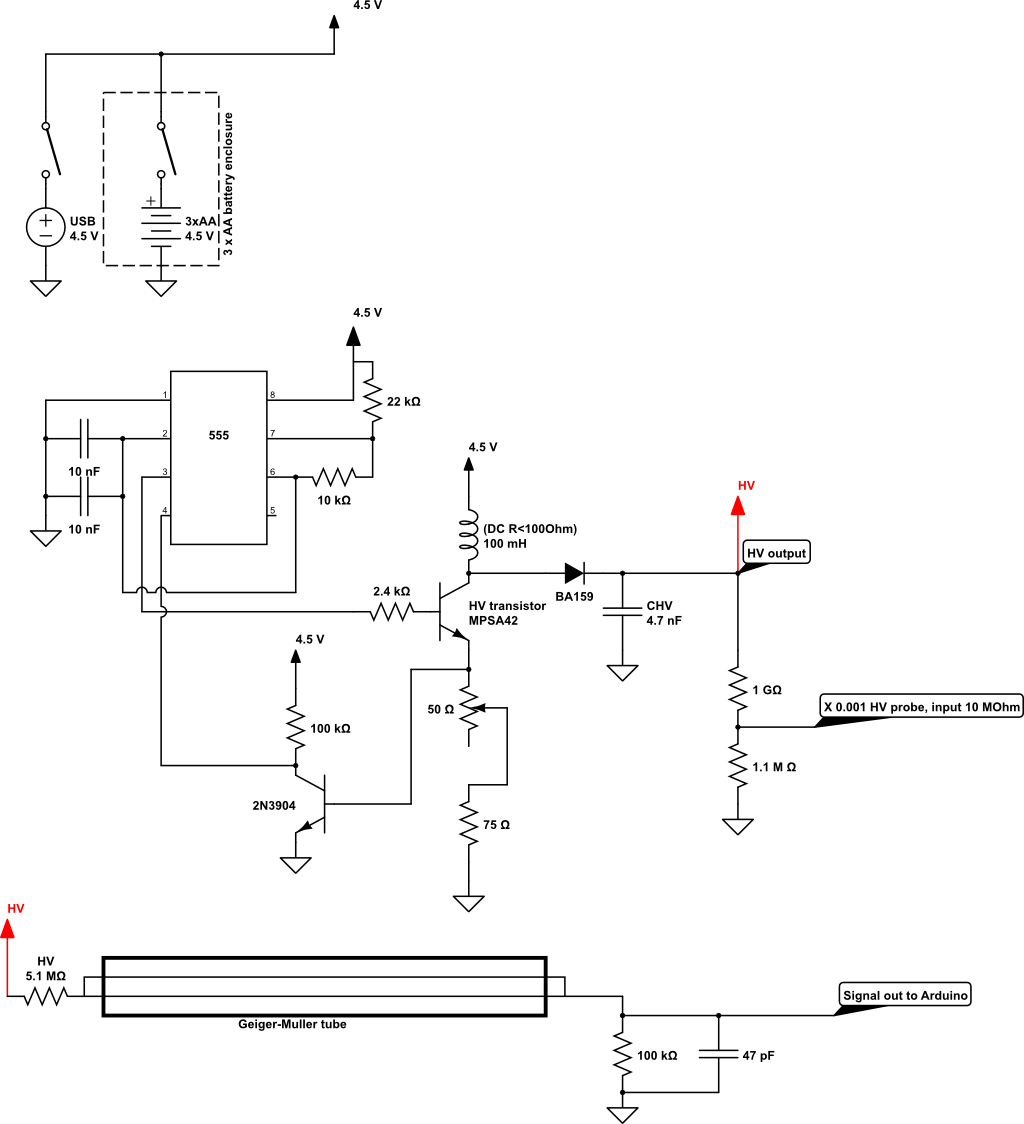 4.5 V
+
3 x AA battery enclosure
USB
4.5 V
+
−
3xAA
4.5 V
4.5 V
1
8
22 kΩ
555
2
7
10 nF
3
6
10 kΩ
4
5
10 nF
4.5 V
(DC R<100Ohm)
100 mH
HV
HV output
BA159
2.4 kΩ
HV transistor
MPSA42
CHV
4.7 nF
4.5 V
1 GΩ
50 Ω
X 0.001 HV probe, input 10 MOhm
100 kΩ
1.1 M Ω
2N3904
75 Ω
HV
HV
5.1 MΩ
Geiger-Muller tube
Signal out to Arduino
100 kΩ
47 pF